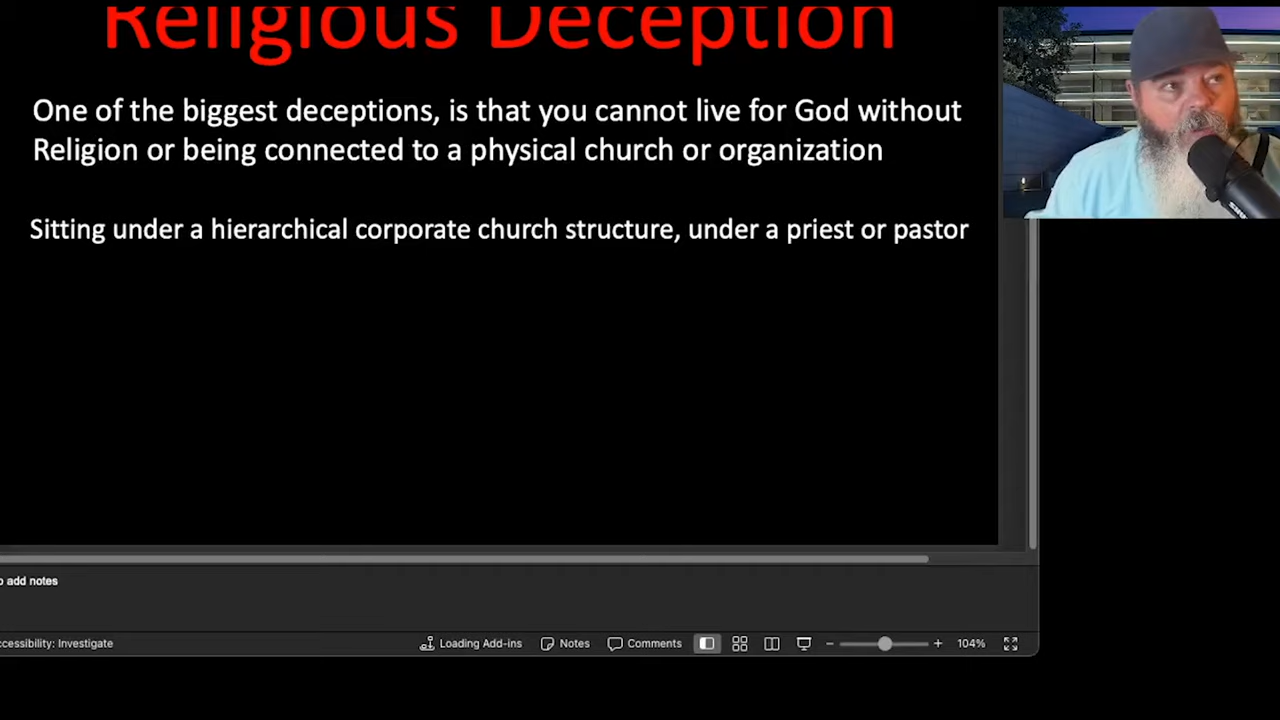 Religious Deception
One of the biggest deceptions, is that you cannot live for God without
Religion or being connected to a physical church or organization
Sitting under a hierarchical corporate church structure, under a priest or pastor
o add notes
ccessibility: Investigate
Loading Add-ins
Notes
Comments
104%